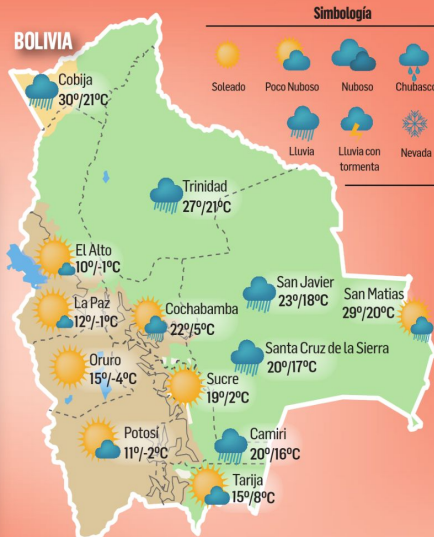 Simbología
BOLIVIA
Soleado
Poco Nuboso
Nuboso
Chubasco
Lluvia
Lluvia con
tormenta
Nevada
Cobija
30°/21°C
Trinidad
27°/21°C
El Alto
10°/-1°C
La Paz
12°/-1°C
Cochabamba
22°/5°C
San Javier
23°/18°C
San Matias
29°/20°C
Oruro
15°/-4°C
Santa Cruz de la Sierra
20°/17°C
Sucre
19°/2°C
Potosí
11°/-2°C
Camiri
20°/16°C
Tarija
15°/8°C